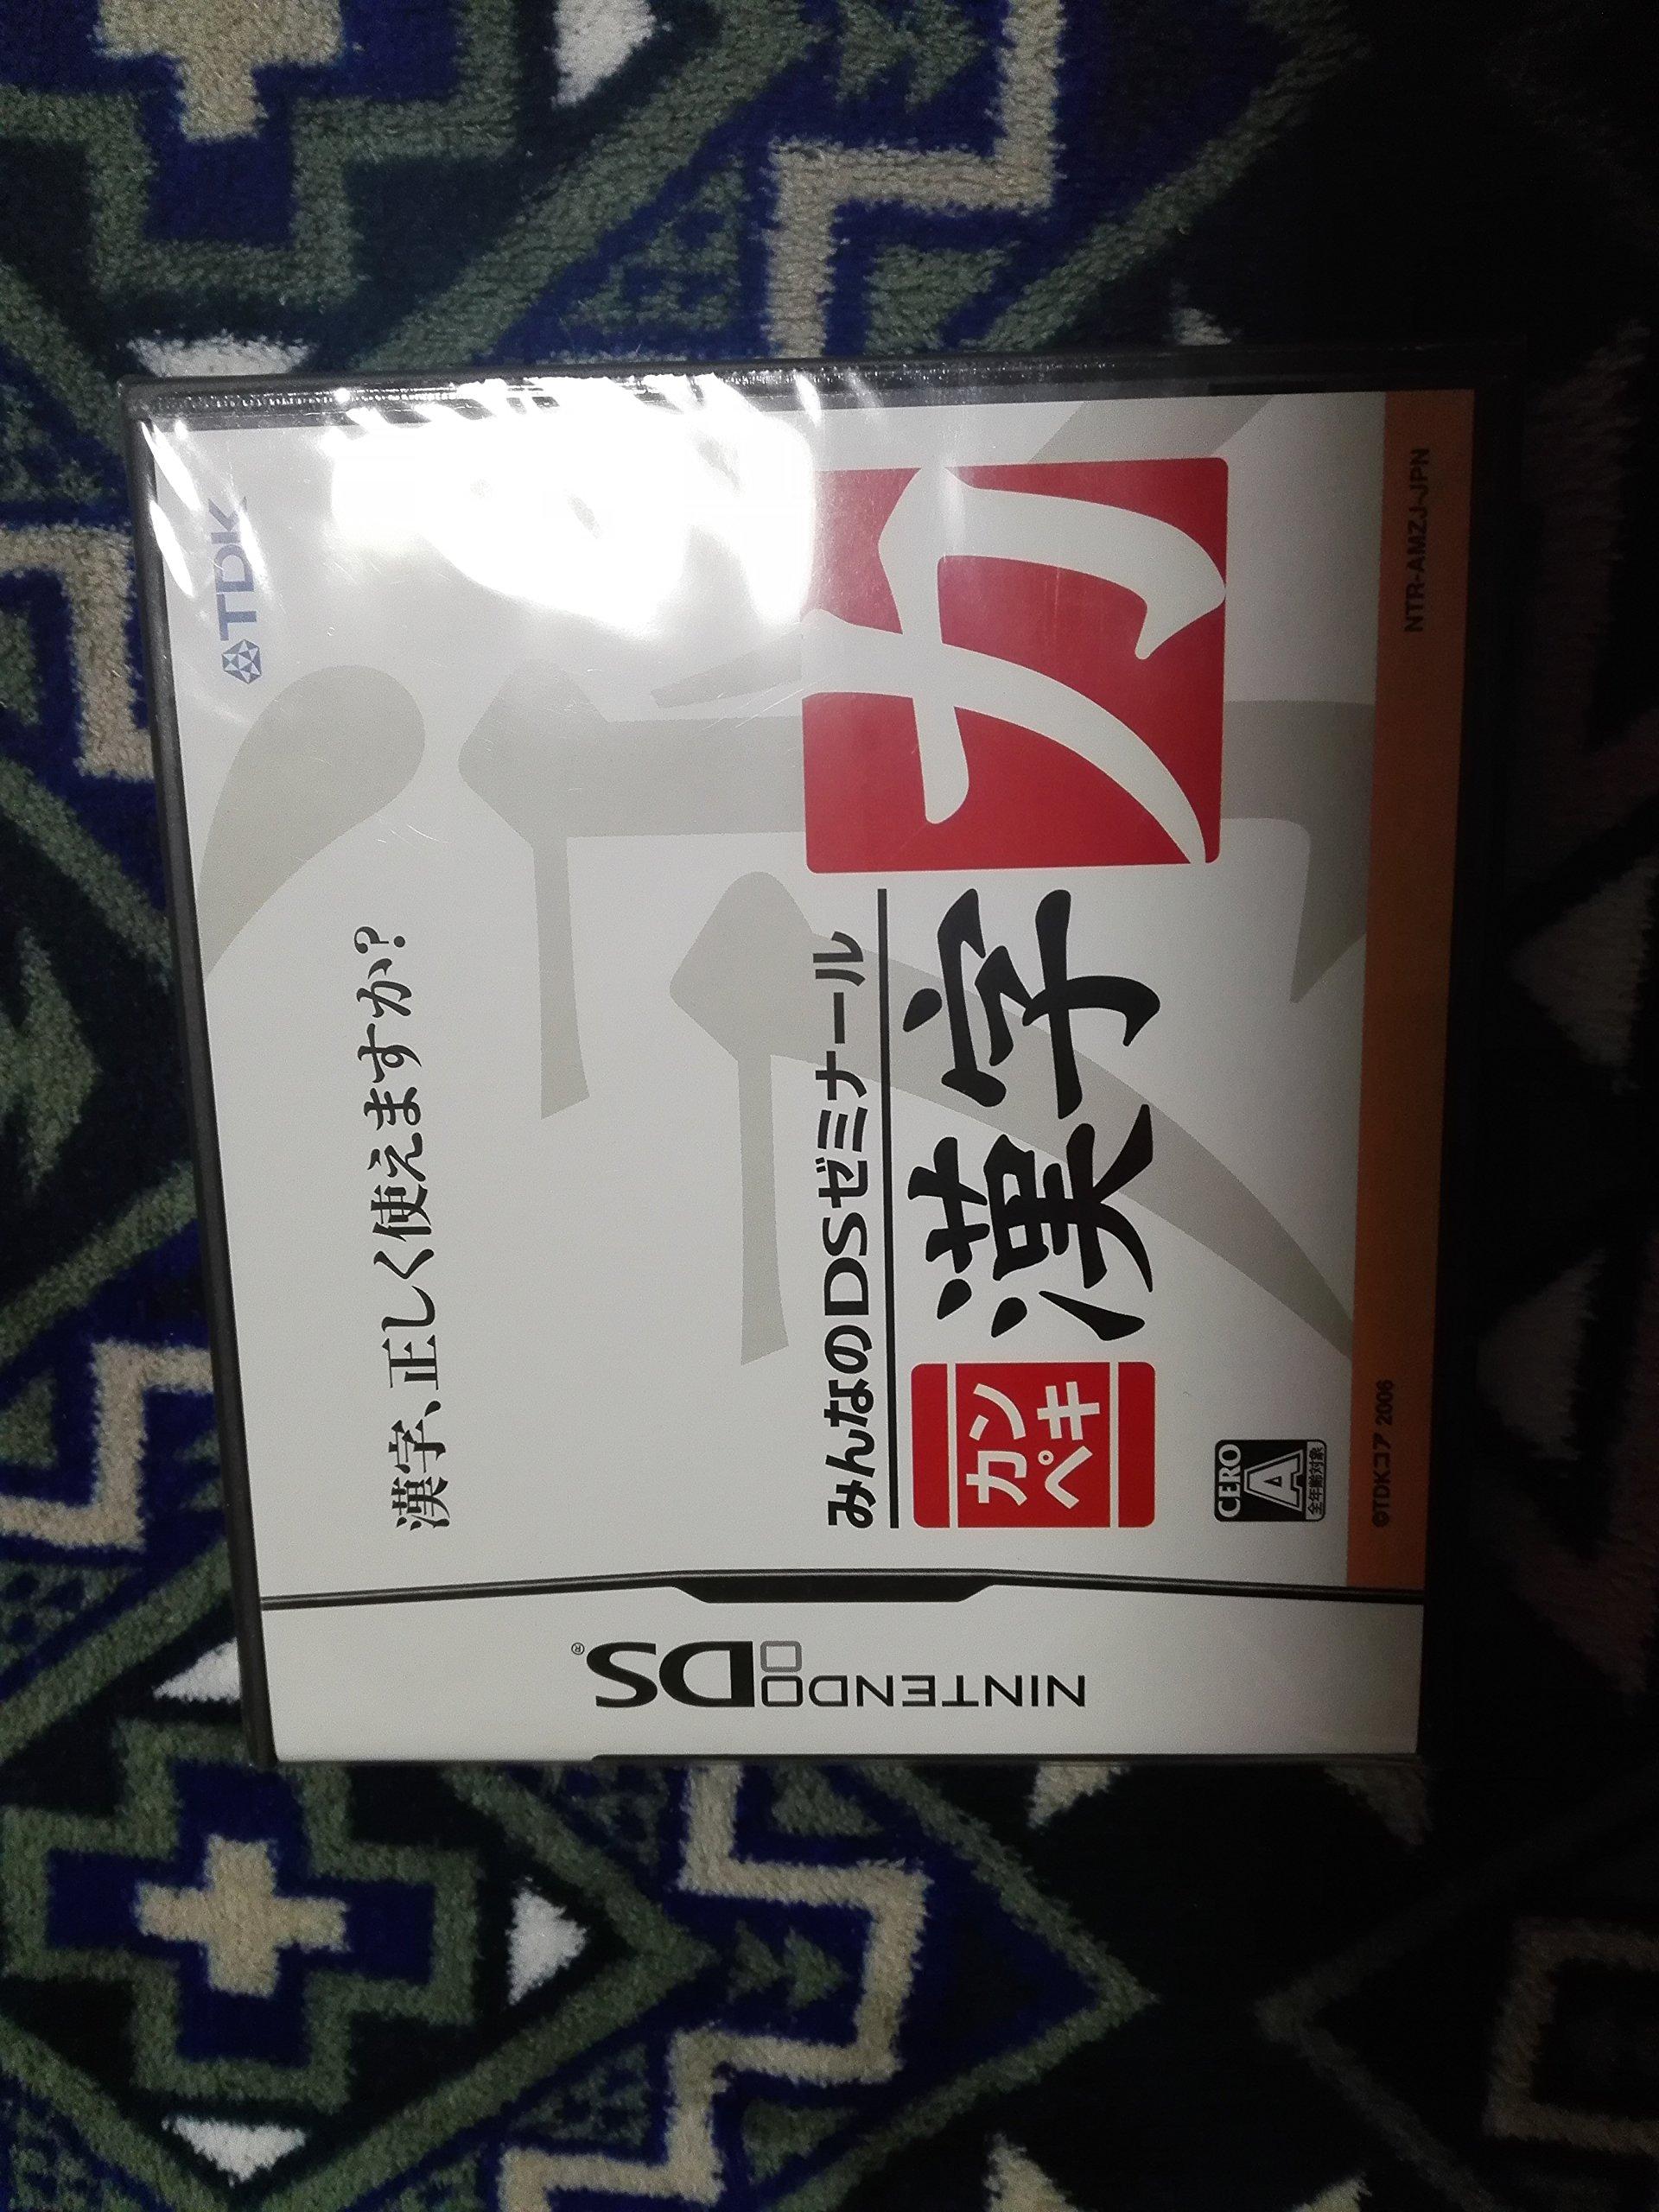 TDK
漢字、正しく使えますか?
みんなのDSゼミナール
カン
ペキ
漢字力
CERO
A
全年齢対象
©TDKコア 2006
NTR-AMZJ-JPN
NINTENDO DS®